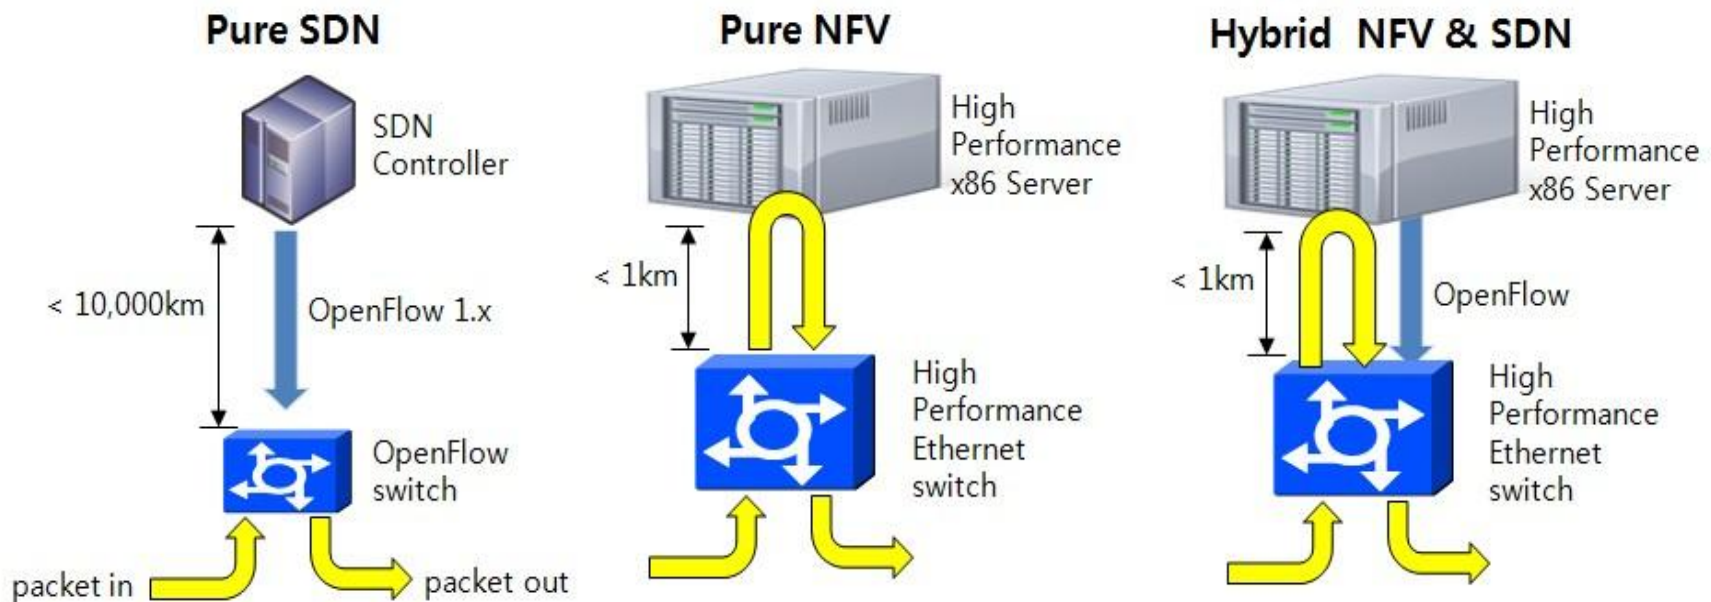 Pure SDN
SDN
Controller
< 10,000km
OpenFlow 1.x
OpenFlow
switch
packet in
packet out
Pure NFV
High
Performance
x86 Server
< 1km
High
Performance
Ethernet
switch
Hybrid NFV & SDN
High
Performance
x86 Server
< 1km
OpenFlow
High
Performance
Ethernet
switch